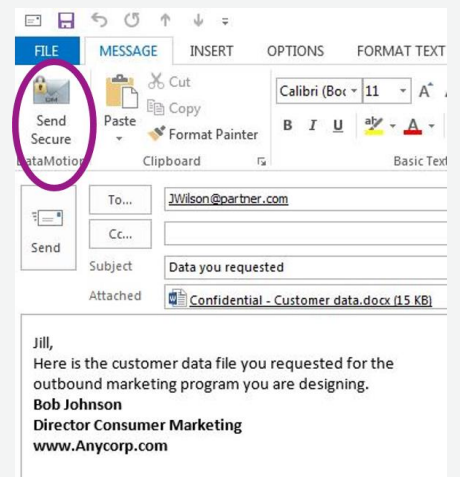 FILE MESSAGE INSERT OPTIONS FORMAT TEXT
Send Secure
Paste
Cut
Copy
Format Painter
Calibri (Boc 11 A
B I U ab A
DataMotion Clipboard Basic Text
Send
To... JWilson@partner.com
Cc...
Subject Data you requested
Attached Confidential - Customer data.docx (15 KB)
Jill,
Here is the customer data file you requested for the
outbound marketing program you are designing.
Bob Johnson
Director Consumer Marketing
www.Anycorp.com